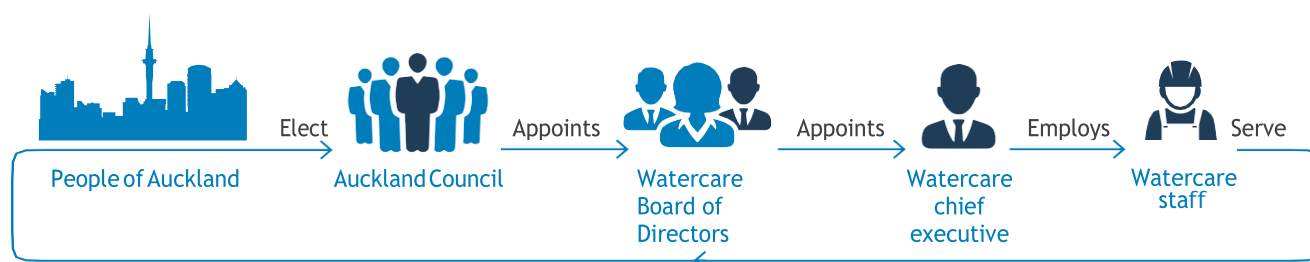 Elect
Appoints
Appoints
Employs
Serve
People of Auckland
Auckland Council
Watercare
Board of
Directors
Watercare
chief
executive
Watercare
staff